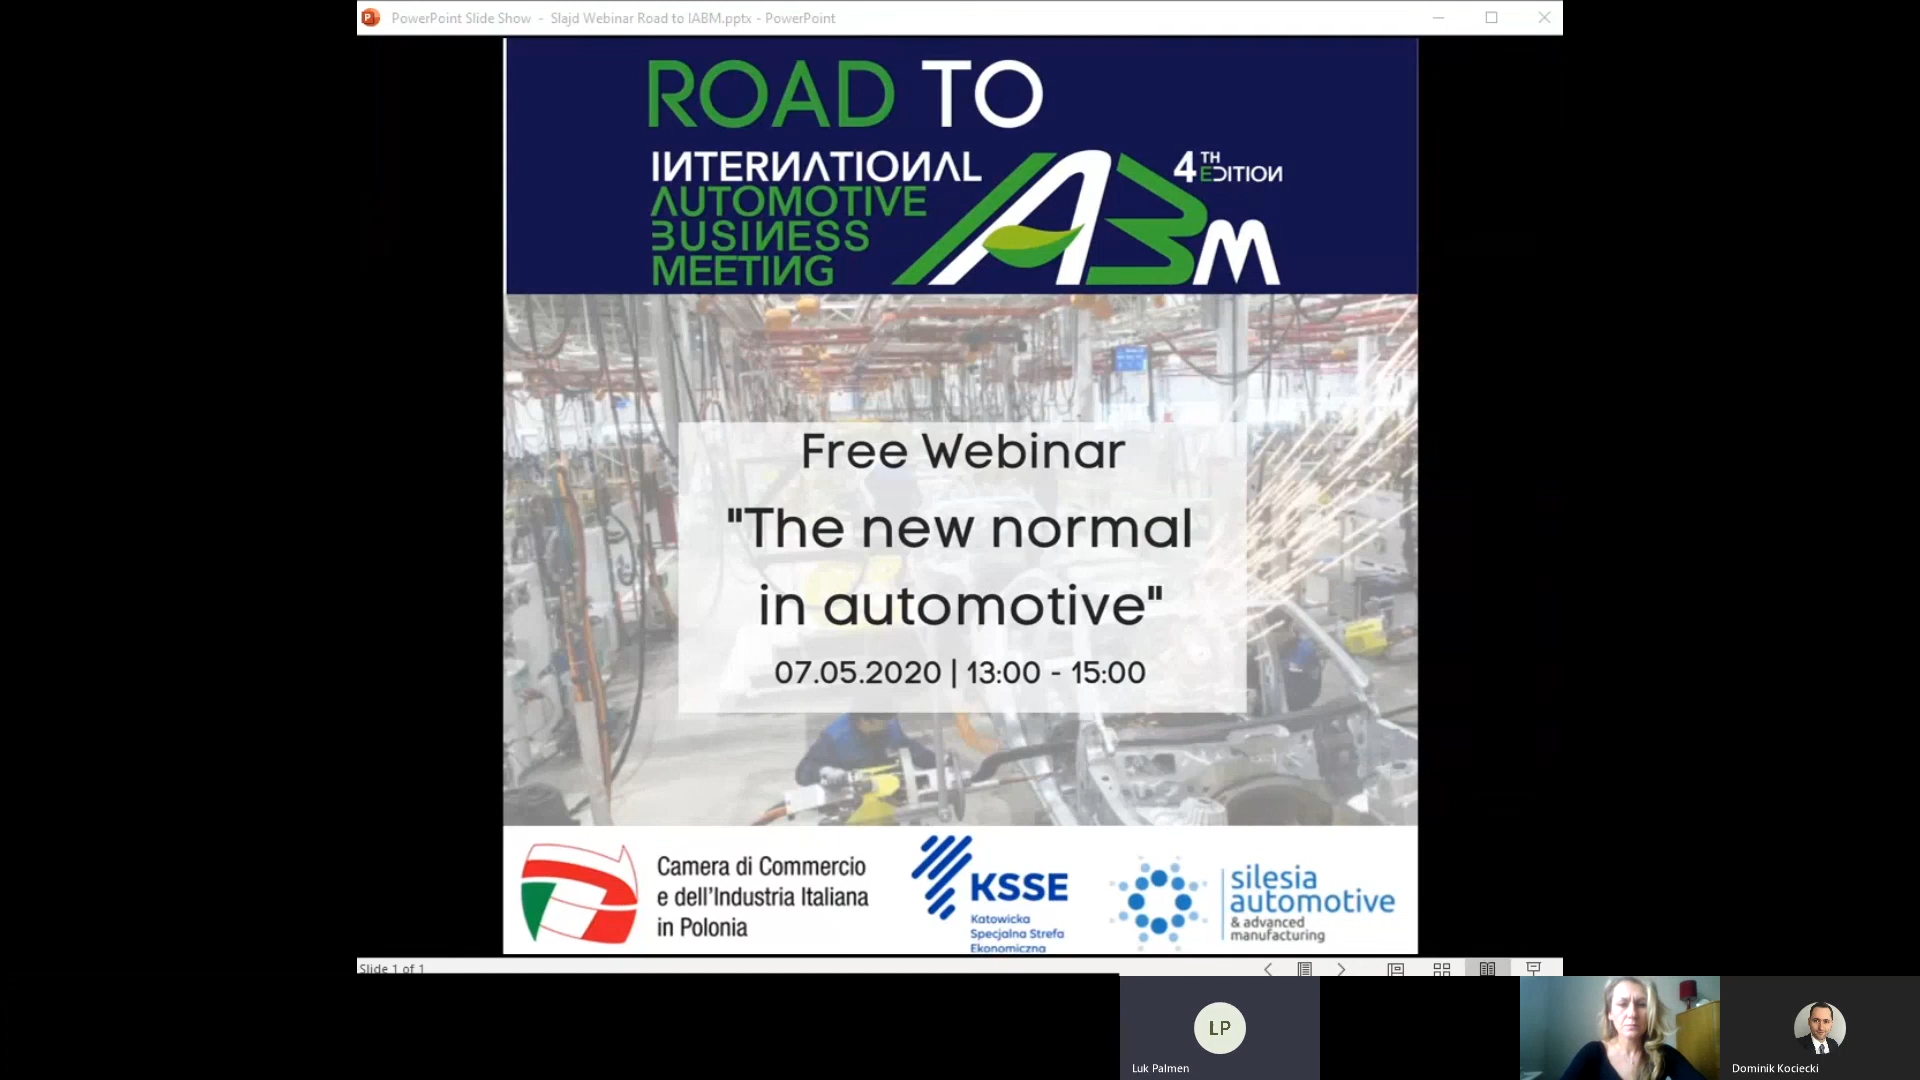 PowerPoint Slide Show - Slajd Webinar Road to IABM.pptx - PowerPoint
ROAD TO
INTERNATIONAL
AUTOMOTIVE
BUSINESS
MEETING
IABM
4TH EDITION
Free Webinar
"The new normal
in automotive"
07.05.2020 | 13:00 - 15:00
Camera di Commercio
e dell'Industria Italiana
in Polonia
KSSE
Katowicka
Specjalna Strefa
Ekonomiczna
silesia
automotive
& advanced
manufacturing
Slide 1 of 1
LP
Luk Palmen
Dominik Kociecki